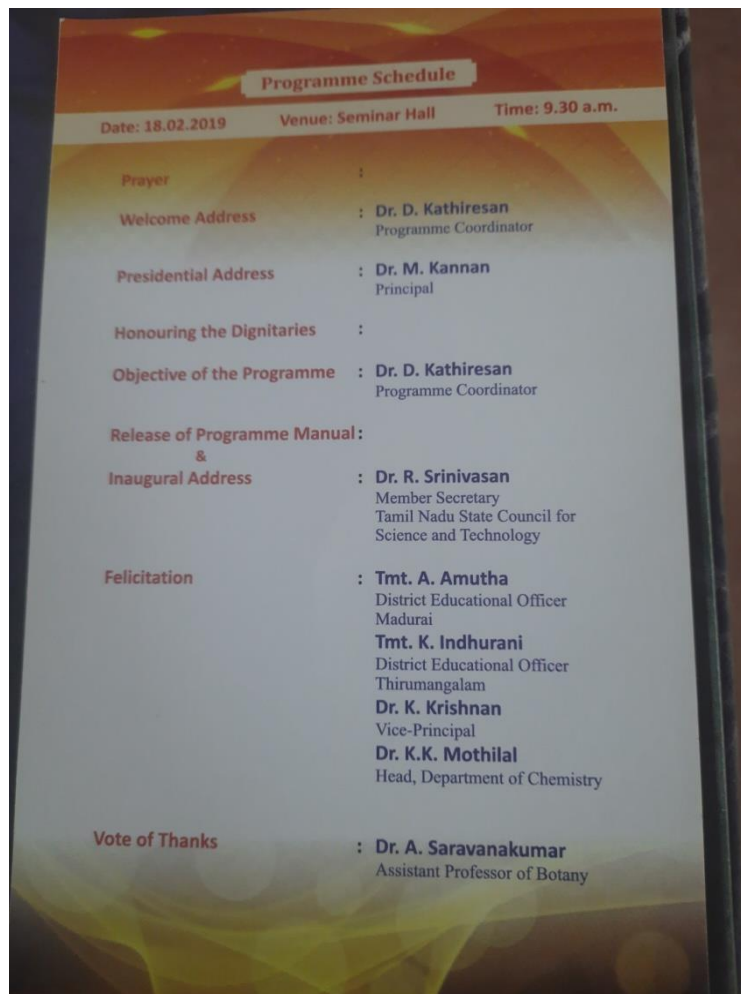 Programme Schedule
Date: 18.02.2019 Venue: Seminar Hall Time: 9.30 a.m.
Prayer :
Welcome Address : Dr. D. Kathiresan
Programme Coordinator
Presidential Address : Dr. M. Kannan
Principal
Honouring the Dignitaries :
Objective of the Programme : Dr. D. Kathiresan
Programme Coordinator
Release of Programme Manual :
&
Inaugural Address : Dr. R. Srinivasan
Member Secretary
Tamil Nadu State Council for
Science and Technology
Felicitation : Tmt. A. Amutha
District Educational Officer
Madurai
Tmt. K. Indhurani
District Educational Officer
Thirumangalam
Dr. K. Krishnan
Vice-Principal
Dr. K.K. Mothilal
Head, Department of Chemistry
Vote of Thanks : Dr. A. Saravanakumar
Assistant Professor of Botany